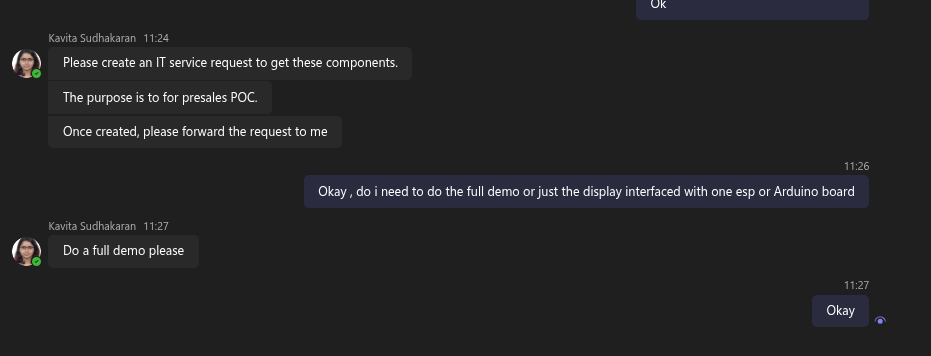 Ok
Kavita Sudhakaran 11:24
Please create an IT service request to get these components.
The purpose is to for presales POC.
Once created, please forward the request to me
11:26
Okay , do i need to do the full demo or just the display interfaced with one esp or Arduino board
Kavita Sudhakaran 11:27
Do a full demo please
11:27
Okay